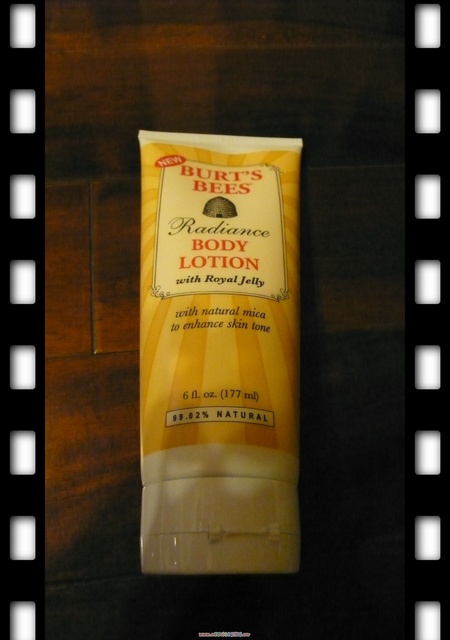 NEW
BURT'S
BEES
Radiance
BODY
LOTION
with Royal Jelly
with natural mica
to enhance skin tone
6 fl. oz. (177 ml)
99.02% NATURAL